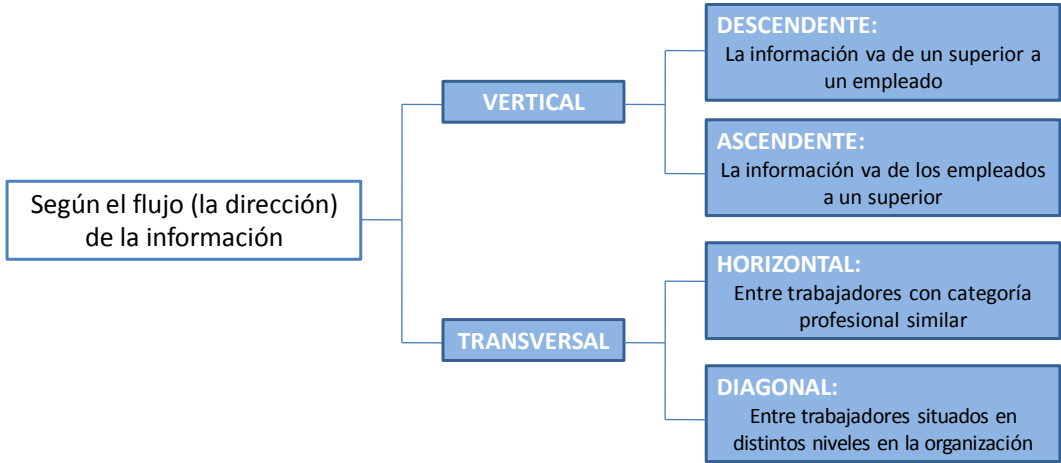 Según el flujo (la dirección)
de la información
VERTICAL
DESCENDENTE:
La información va de un superior a
un empleado
ASCENDENTE:
La información va de los empleados
a un superior
TRANSVERSAL
HORIZONTAL:
Entre trabajadores con categoría
profesional similar
DIAGONAL:
Entre trabajadores situados en
distintos niveles en la organización